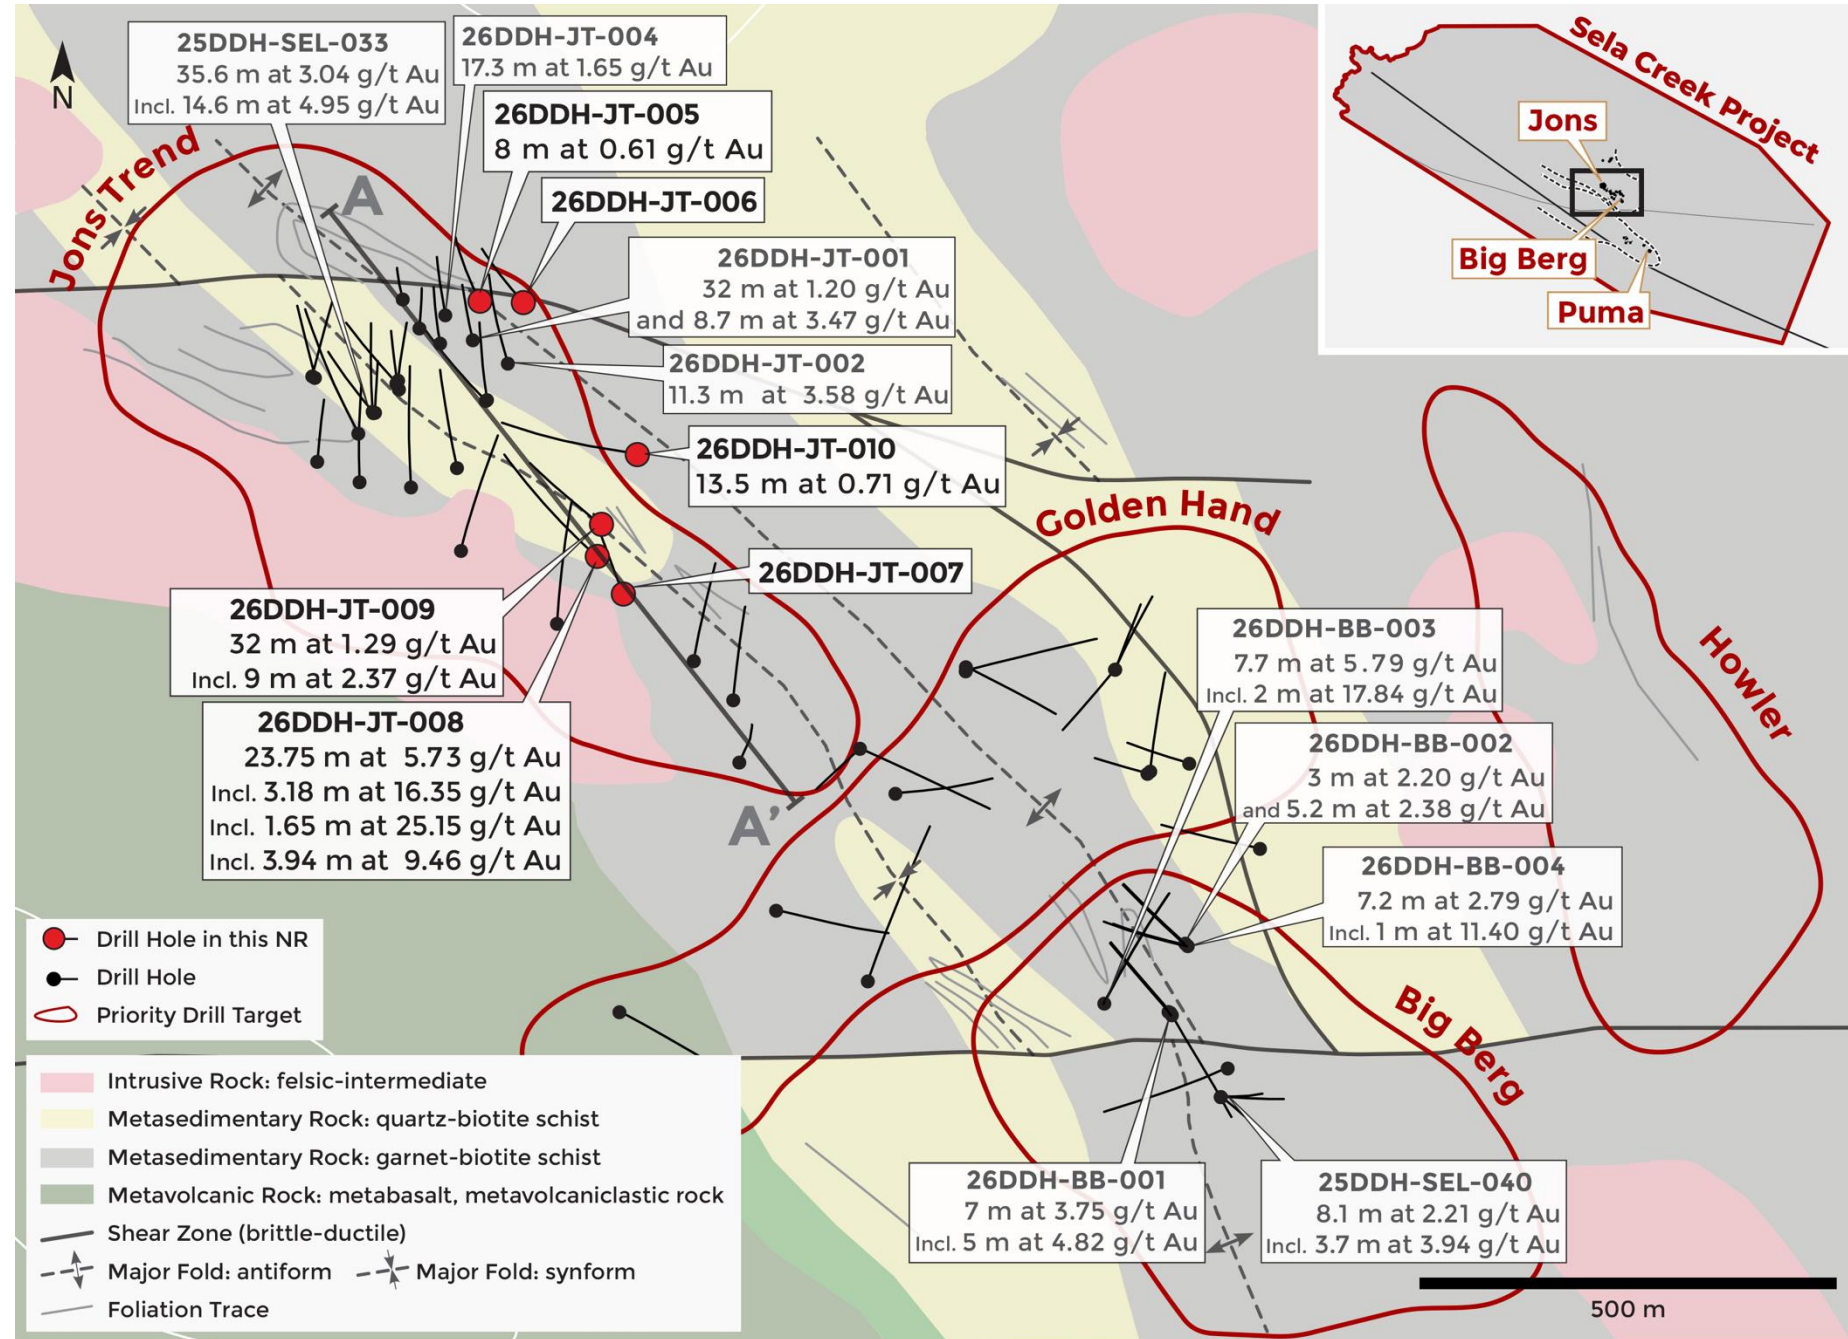 25DDH-SEL-033
35.6 m at 3.04 g/t Au
Incl. 14.6 m at 4.95 g/t Au
26DDH-JT-004
17.3 m at 1.65 g/t Au
26DDH-JT-005
8 m at 0.61 g/t Au
26DDH-JT-006
26DDH-JT-001
32 m at 1.20 g/t Au
and 8.7 m at 3.47 g/t Au
26DDH-JT-002
11.3 m at 3.58 g/t Au
26DDH-JT-010
13.5 m at 0.71 g/t Au
N
Jons Trend
A
Sela Creek Project
Jons
Big Berg
Puma
Golden Hand
26DDH-JT-007
26DDH-JT-009
32 m at 1.29 g/t Au
Incl. 9 m at 2.37 g/t Au
26DDH-JT-008
23.75 m at 5.73 g/t Au
Incl. 3.18 m at 16.35 g/t Au
Incl. 1.65 m at 25.15 g/t Au
Incl. 3.94 m at 9.46 g/t Au
A'
26DDH-BB-003
7.7 m at 5.79 g/t Au
Incl. 2 m at 17.84 g/t Au
Howler
26DDH-BB-002
3 m at 2.20 g/t Au
and 5.2 m at 2.38 g/t Au
26DDH-BB-004
7.2 m at 2.79 g/t Au
Incl. 1 m at 11.40 g/t Au
Big Berg
26DDH-BB-001
7 m at 3.75 g/t Au
Incl. 5 m at 4.82 g/t Au
25DDH-SEL-040
8.1 m at 2.21 g/t Au
Incl. 3.7 m at 3.94 g/t Au
500 m
Drill Hole in this NR
Drill Hole
Priority Drill Target
Intrusive Rock: felsic-intermediate
Metasedimentary Rock: quartz-biotite schist
Metasedimentary Rock: garnet-biotite schist
Metavolcanic Rock: metabasalt, metavolcaniclastic rock
Shear Zone (brittle-ductile)
Major Fold: antiform
Major Fold: synform
Foliation Trace